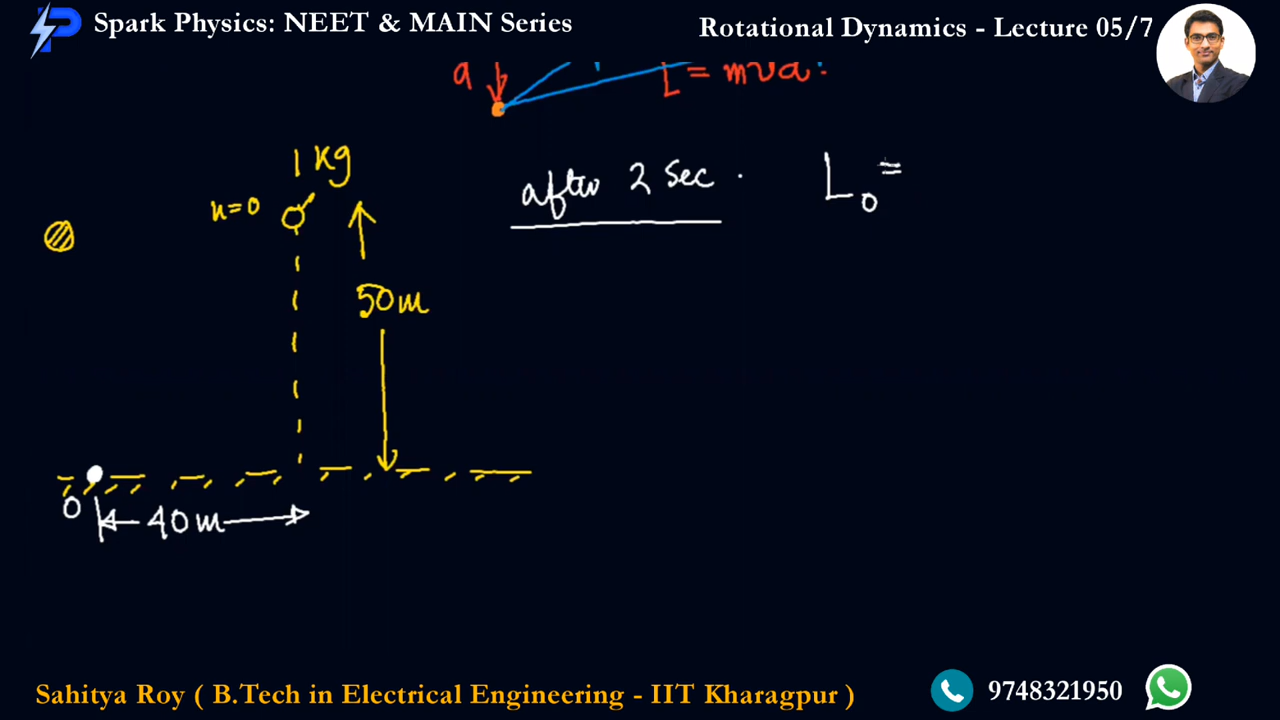 Spark Physics: NEET & MAIN Series
Rotational Dynamics - Lecture 05/7
a
L = mva.
1 kg
u=0
after 2 sec.
L₀ =
50m
O
40m
Sahitya Roy ( B.Tech in Electrical Engineering - IIT Kharagpur )
9748321950